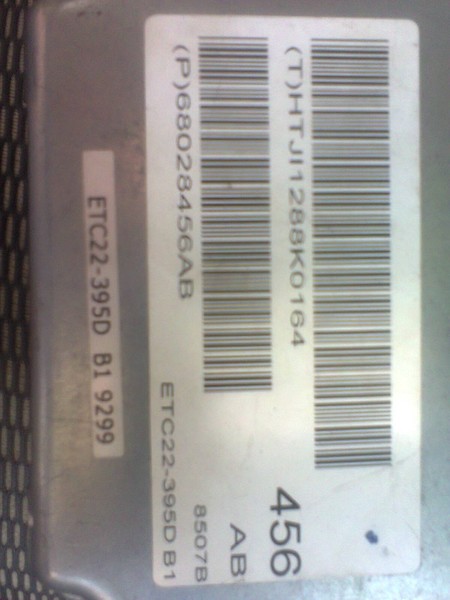 (T)HTJI1288K0164
(P)68028456AB
456
AB
8507B
ETC22-395D B1
ETC22-395D B1 9299